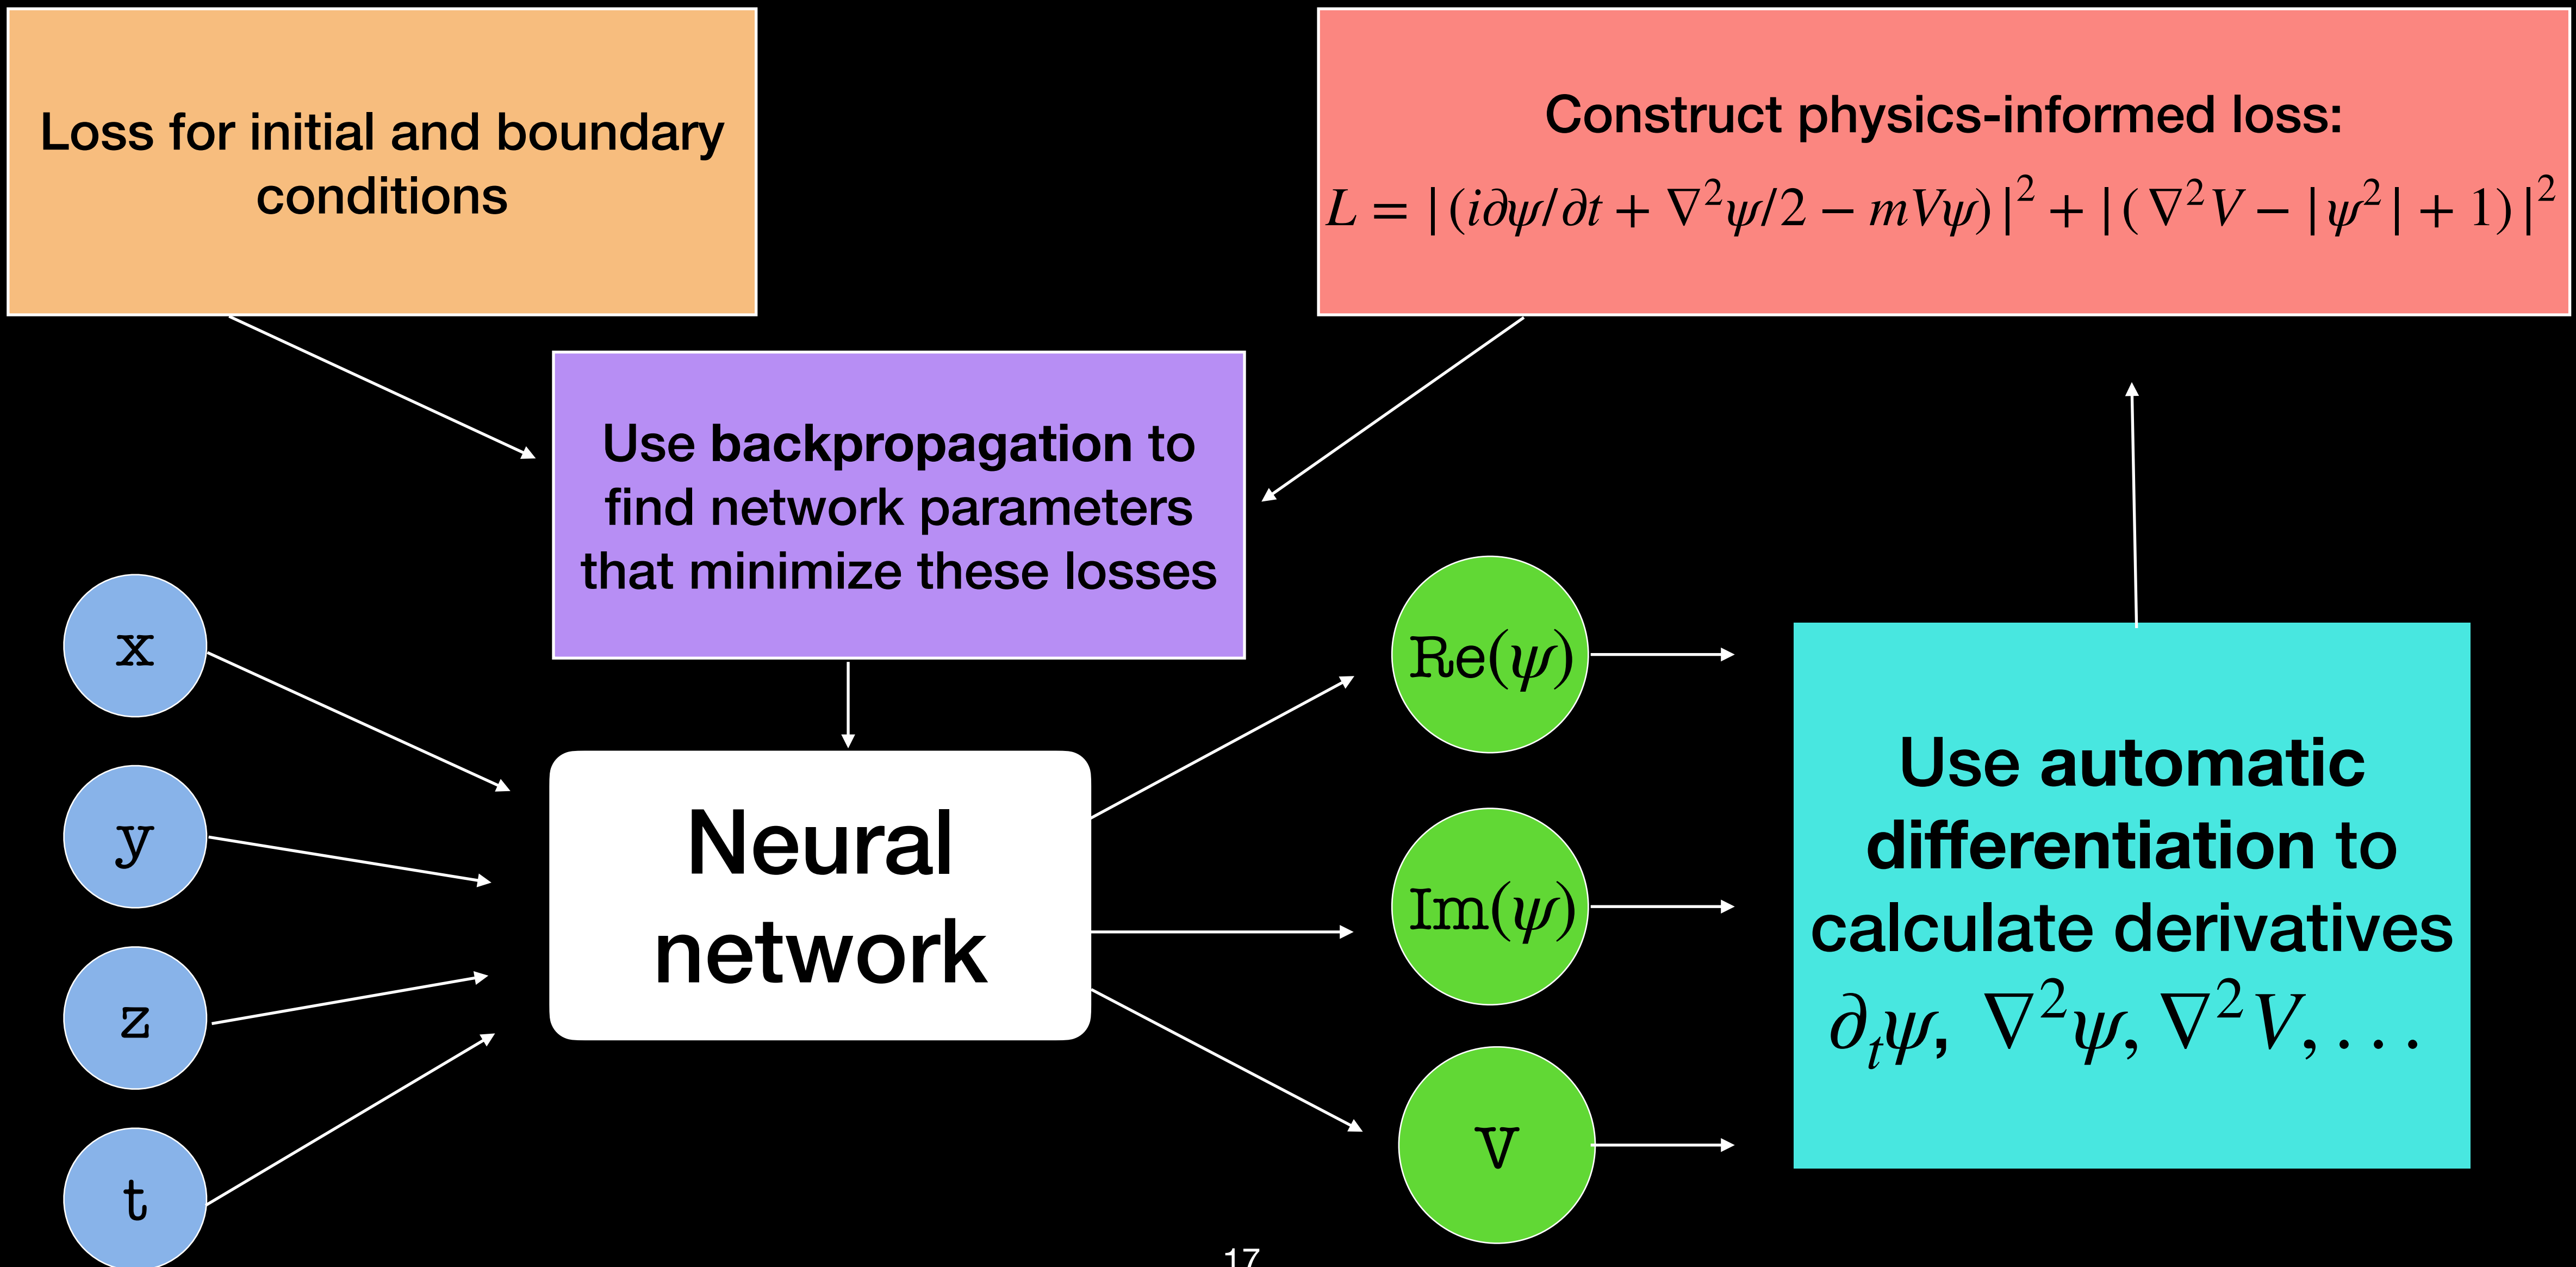 Loss for initial and boundary
conditions
Construct physics-informed loss:
L = | (i∂ψ/∂t + ∇²ψ/2 − mVψ) |² + | ( ∇²V − |ψ²| + 1) |²
Use backpropagation to
find network parameters
that minimize these losses
x
y
z
t
Neural
network
Re(ψ)
Im(ψ)
V
Use automatic
differentiation to
calculate derivatives
∂ₜψ, ∇²ψ, ∇²V, . . .
17